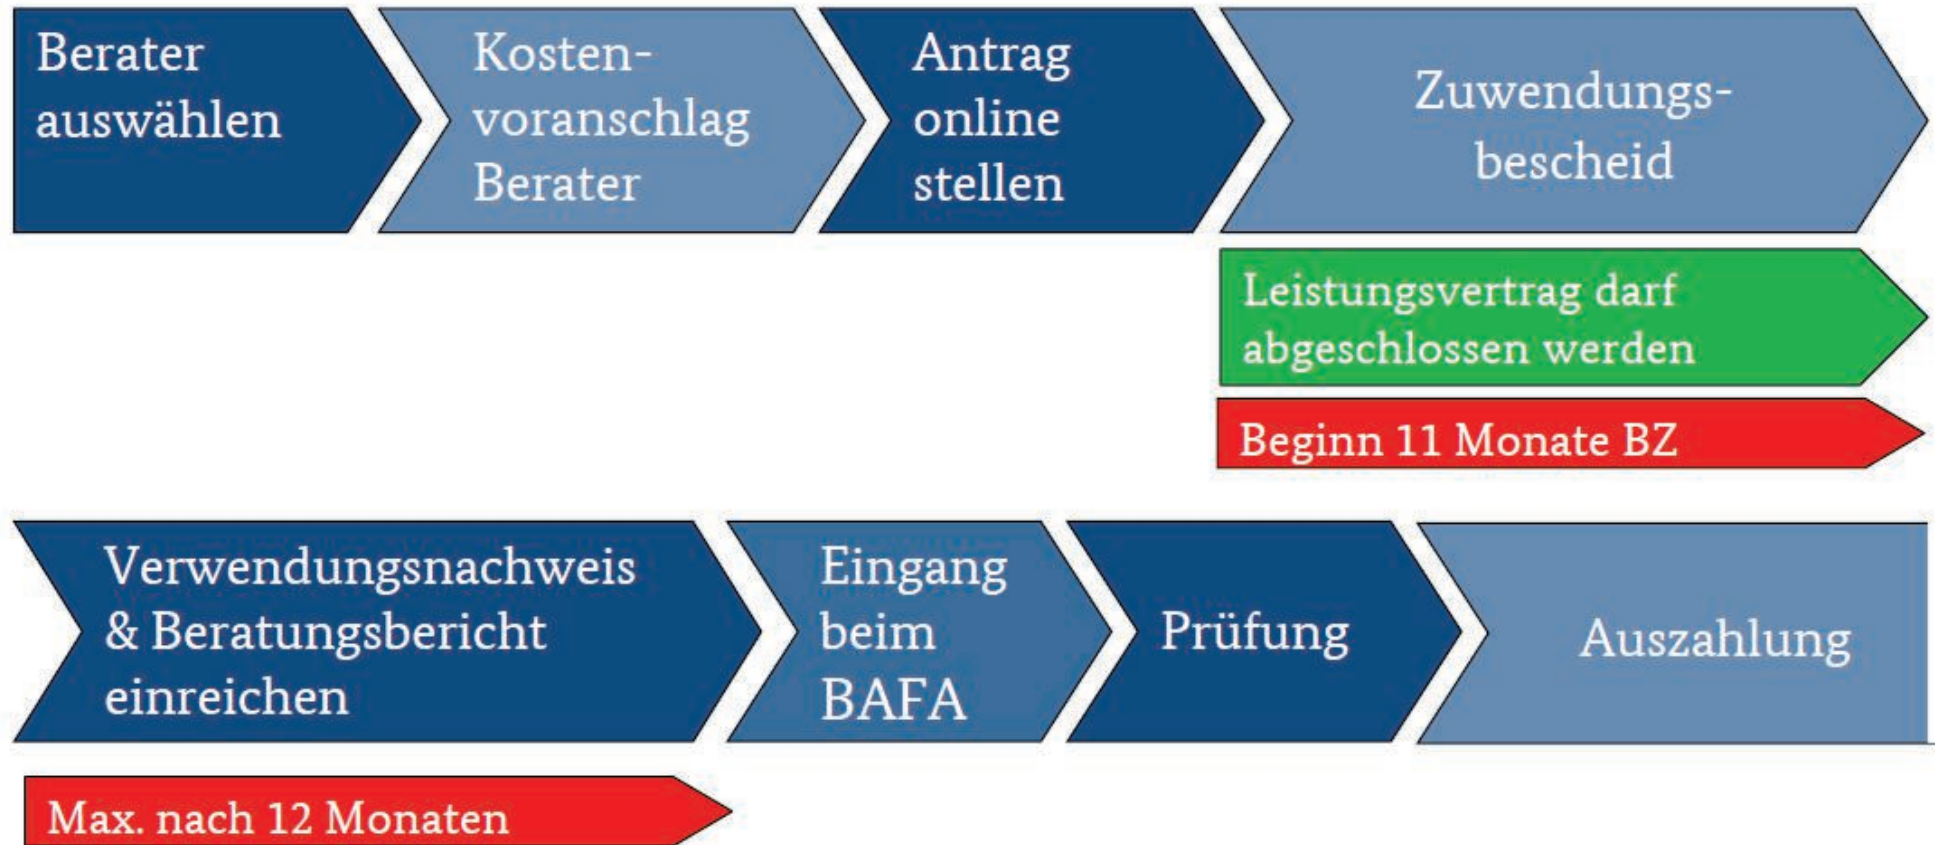 Berater
auswählen
Kosten-
voranschlag
Berater
Antrag
online
stellen
Zuwendungs-
bescheid
Leistungsvertrag darf
abgeschlossen werden
Beginn 11 Monate BZ
Verwendungsnachweis
& Beratungsbericht
einreichen
Eingang
beim
BAFA
Prüfung
Auszahlung
Max. nach 12 Monaten